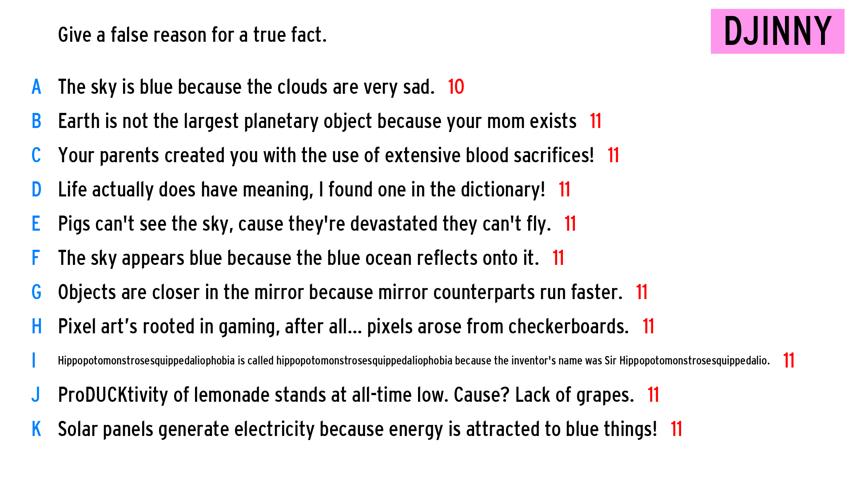 Give a false reason for a true fact.
DJINNY
A The sky is blue because the clouds are very sad. 10
B Earth is not the largest planetary object because your mom exists 11
C Your parents created you with the use of extensive blood sacrifices! 11
D Life actually does have meaning, I found one in the dictionary! 11
E Pigs can't see the sky, cause they're devastated they can't fly. 11
F The sky appears blue because the blue ocean reflects onto it. 11
G Objects are closer in the mirror because mirror counterparts run faster. 11
H Pixel art’s rooted in gaming, after all... pixels arose from checkerboards. 11
I Hippopotomonstrosesquippedaliophobia is called hippopotomonstrosesquippedaliophobia because the inventor's name was Sir Hippopotomonstrosesquippedalio. 11
J ProDUCKtivity of lemonade stands at all-time low. Cause? Lack of grapes. 11
K Solar panels generate electricity because energy is attracted to blue things! 11